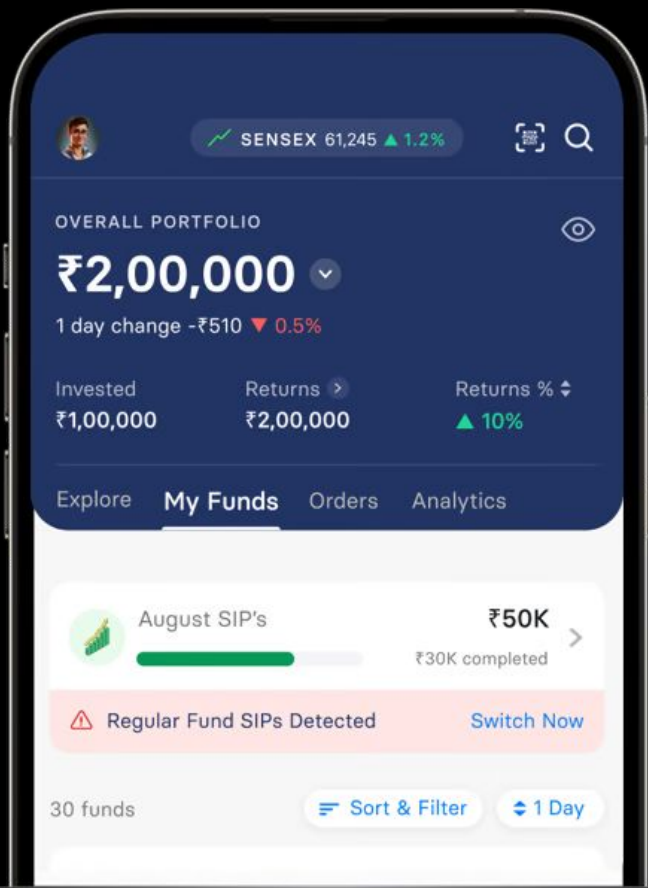 SENSEX 61,245 ▲ 1.2%
OVERALL PORTFOLIO
₹2,00,000
1 day change -₹510 ▼ 0.5%
Invested Returns Returns %
₹1,00,000 ₹2,00,000 ▲ 10%
Explore My Funds Orders Analytics
August SIP's ₹50K
₹30K completed
Regular Fund SIPs Detected Switch Now
30 funds Sort & Filter 1 Day